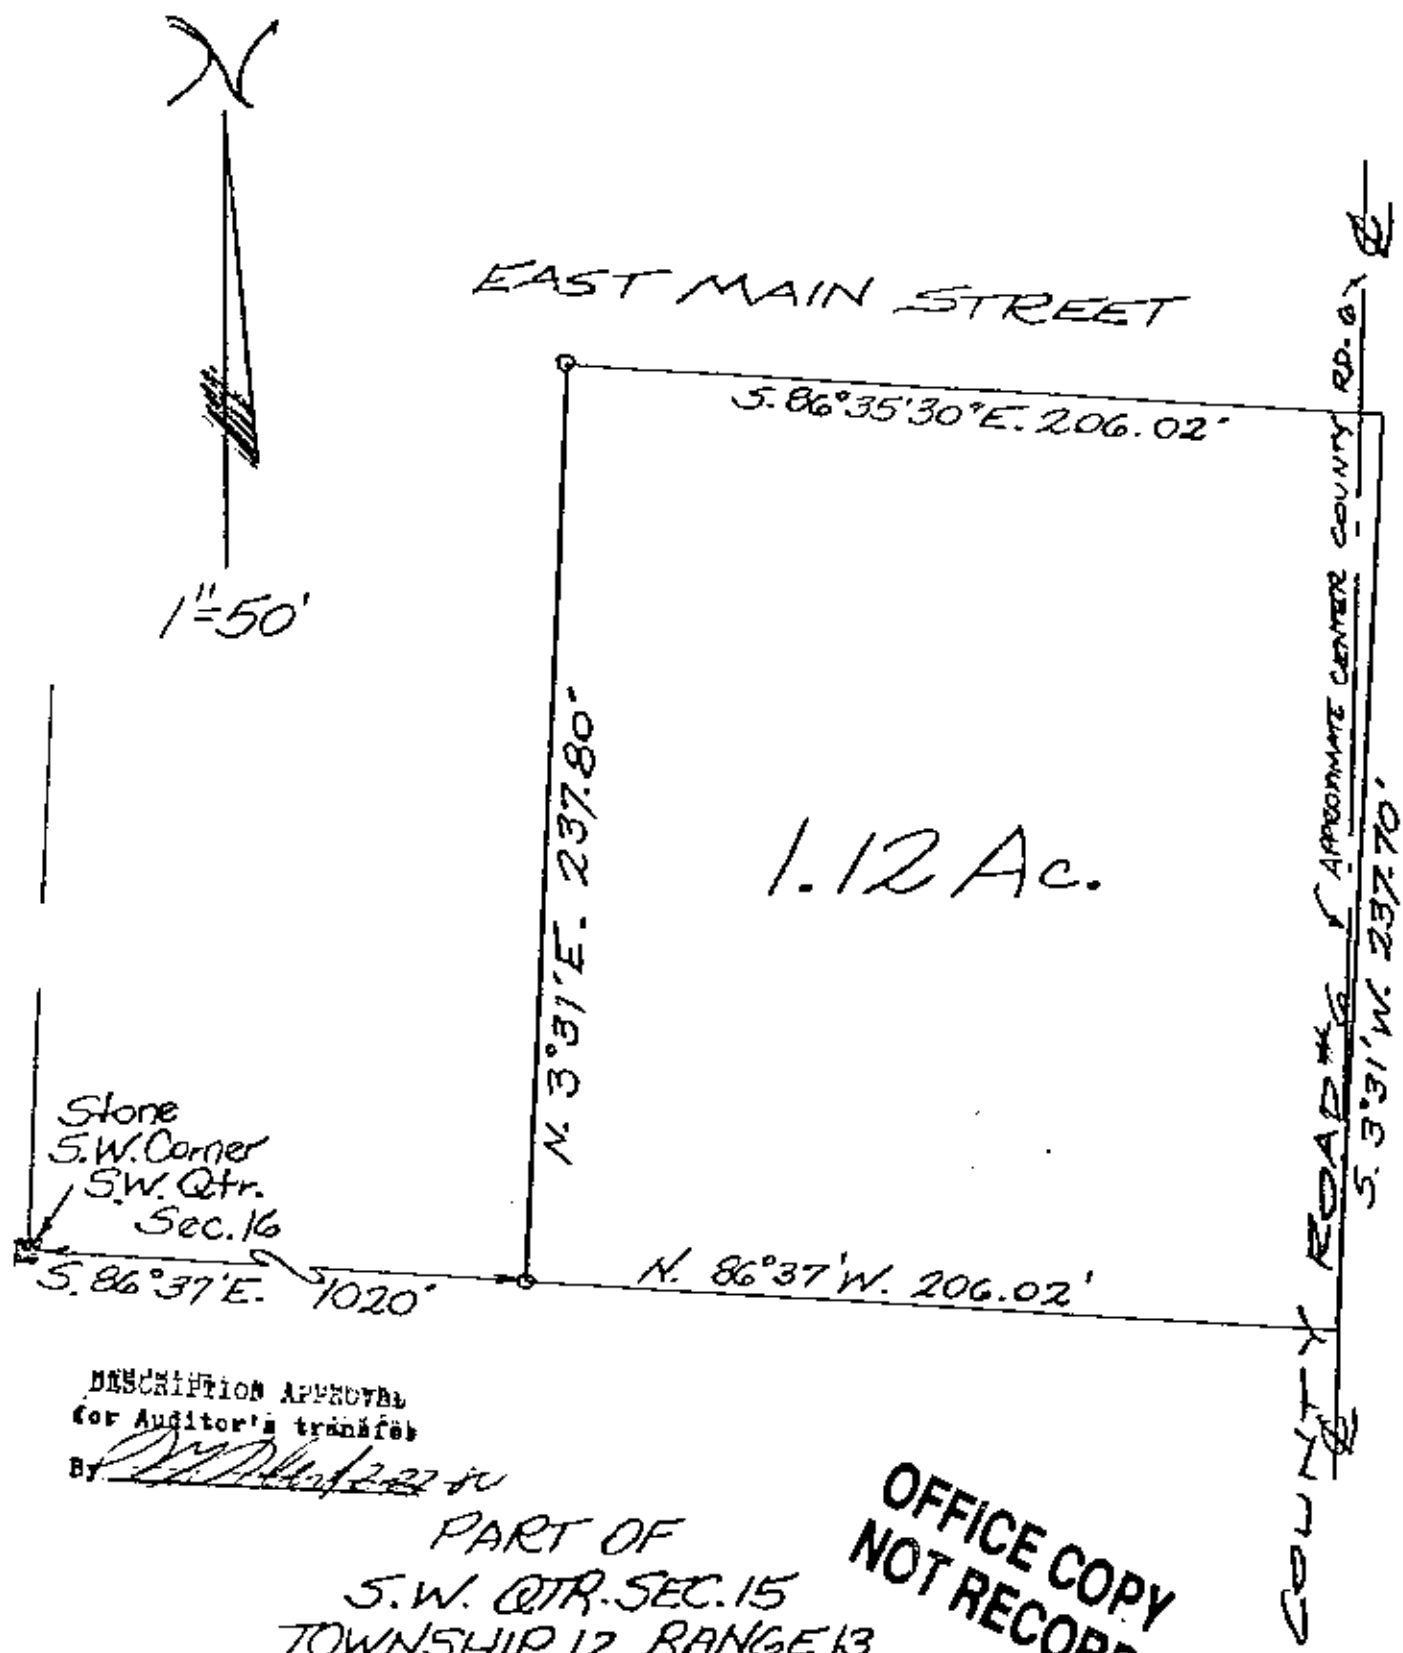 N
EAST MAIN STREET
S. 86°35'30"E. 206.02'
1"=50'
APPROXIMATE CENTER COUNTY RD. 6
N. 3°31'E. 237.80'
1.12 Ac.
S. 3°31'W. 237.70'
COUNTY ROAD #6
Stone
S.W. Corner
S.W. Qtr.
Sec. 16
S. 86°37'E. 1020'
N. 86°37'W. 206.02'
DESCRIPTION APPROVAL
for Auditor's transfer
By
PART OF
S.W. QTR. SEC. 15
TOWNSHIP 12 RANGE 13
OFFICE COPY
NOT RECORD